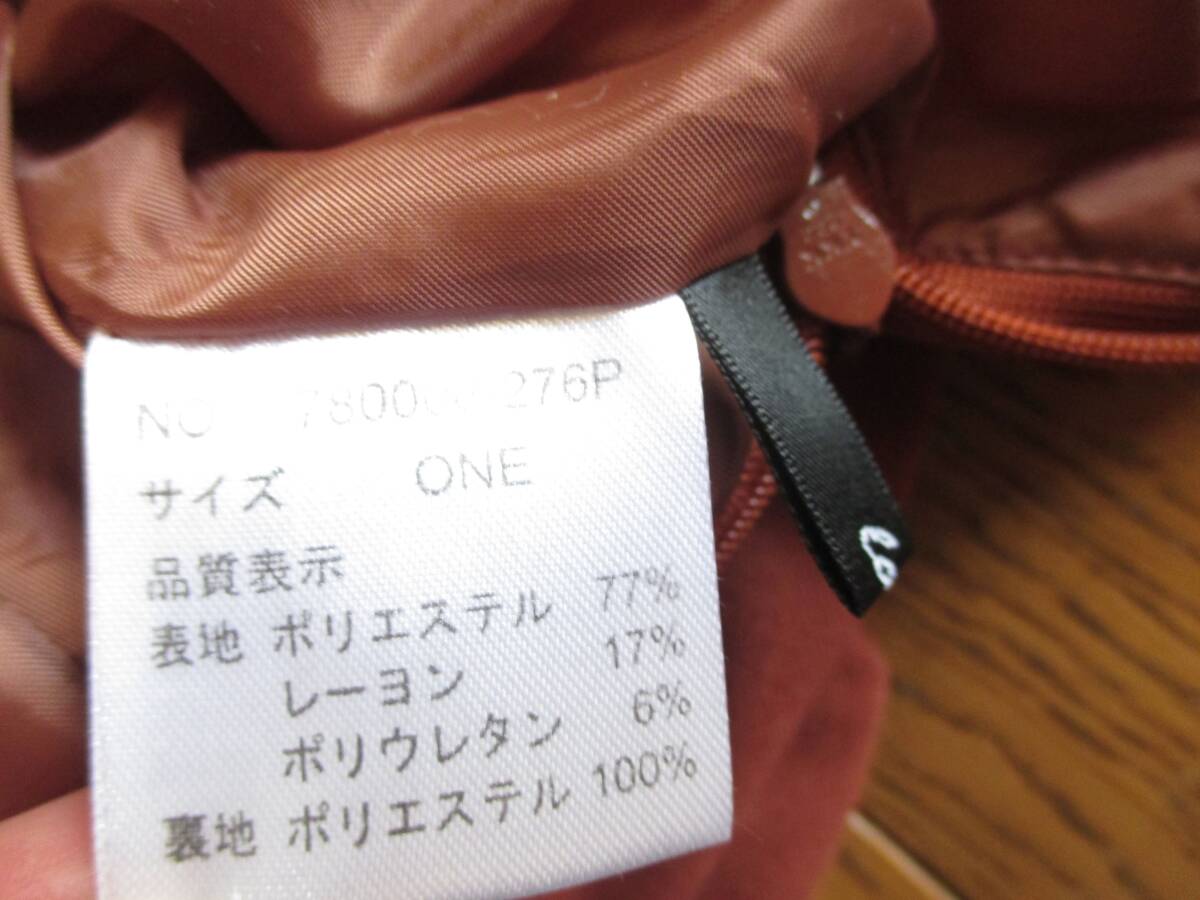 NO
サイズ ONE
品質表示
表地 ポリエステル 77%
レーヨン 17%
ポリウレタン 6%
裏地 ポリエステル 100%